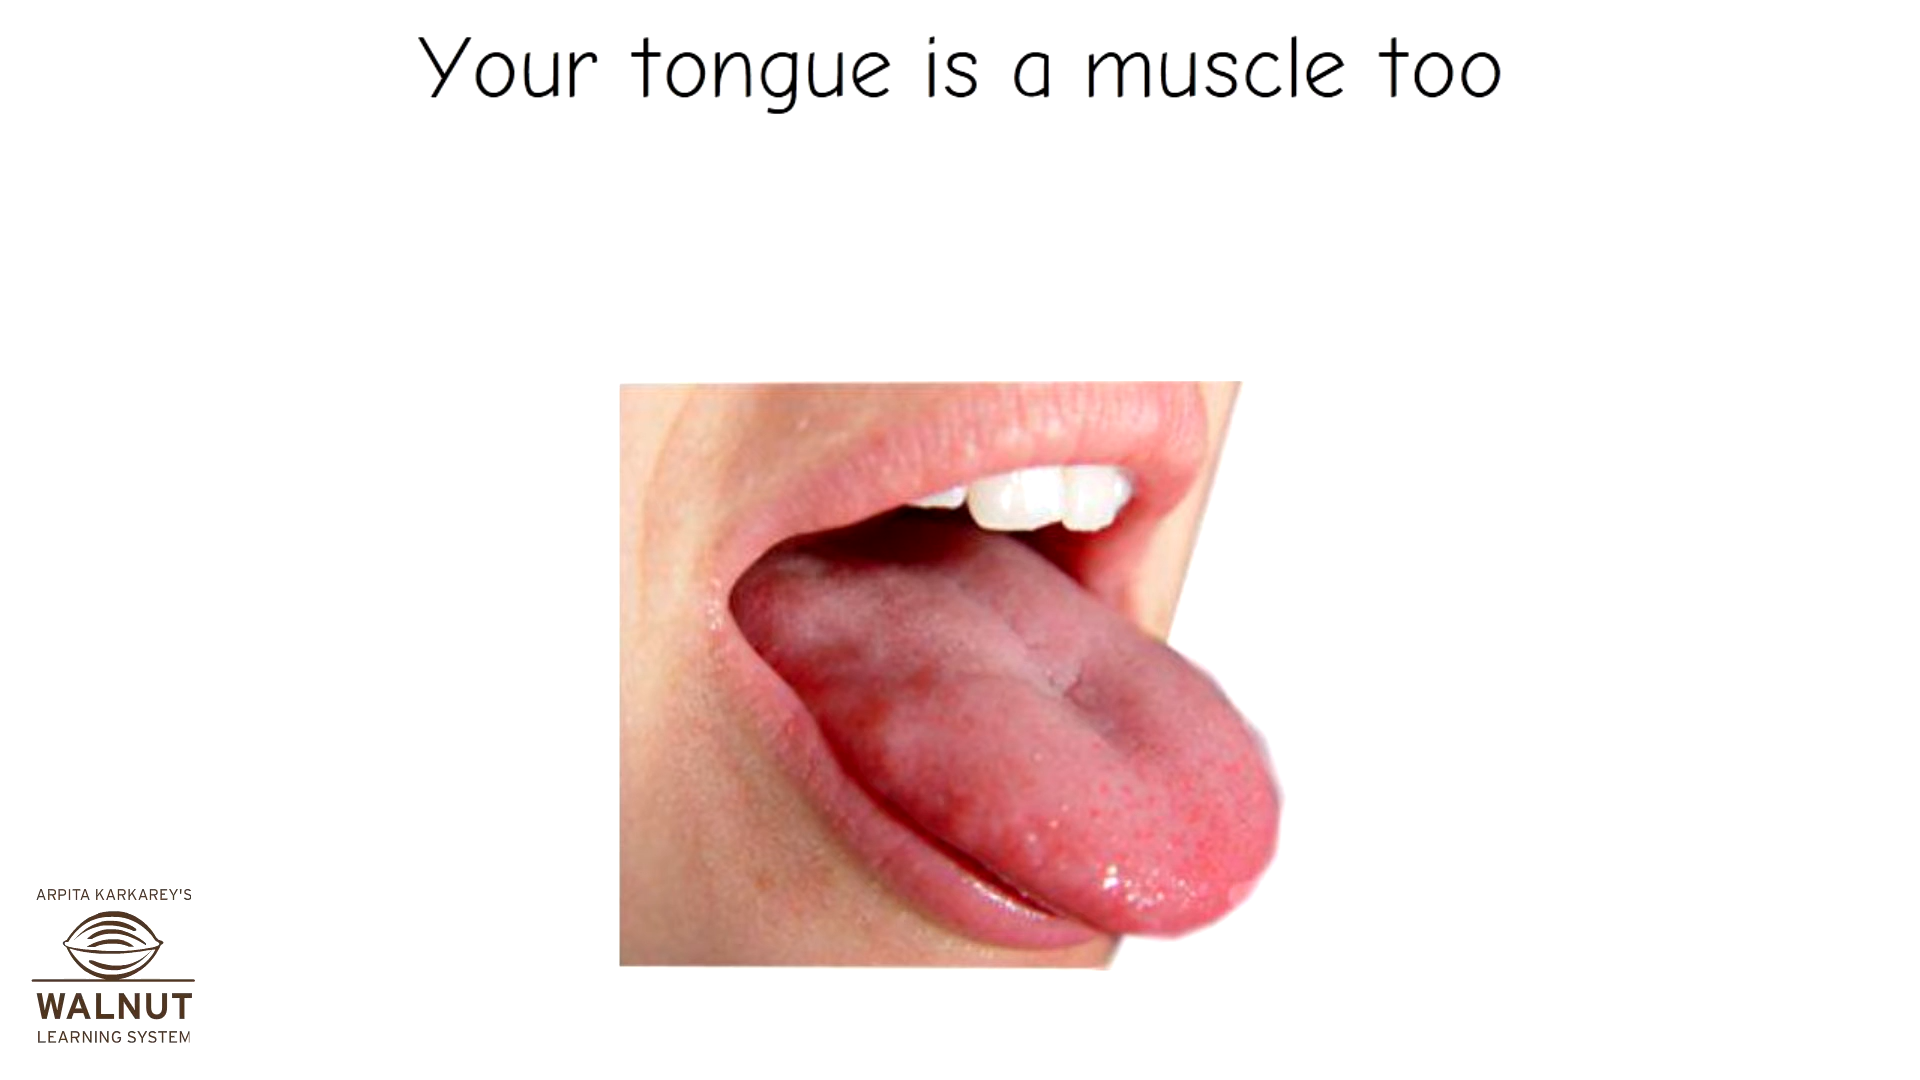 Your tongue is a muscle too
ARPITA KARKAREY'S
WALNUT
LEARNING SYSTEM